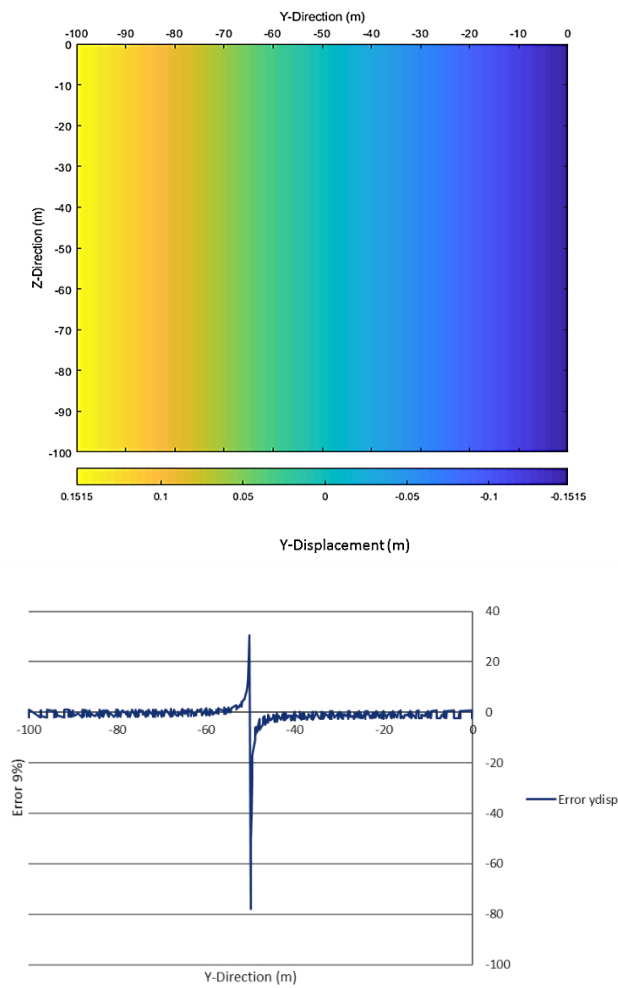 Y-Direction (m)
-100 -90 -80 -70 -60 -50 -40 -30 -20 -10 0
0
-10
-20
-30
-40
-50
-60
-70
-80
-90
-100
Z-Direction (m)
0.1515 0.1 0.05 0 -0.05 -0.1 -0.1515
Y-Displacement (m)
40
20
0
-100 -80 -60 -40 -20 0
-20
-40
-60
-80
-100
Error 9%)
Error ydisp
Y-Direction (m)